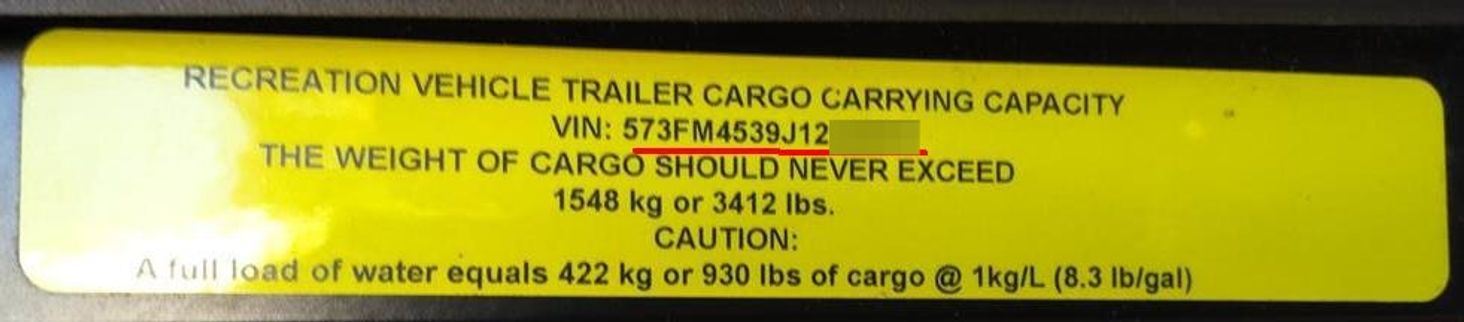 RECREATION VEHICLE TRAILER CARGO CARRYING CAPACITY
VIN: 573FM4539J12
THE WEIGHT OF CARGO SHOULD NEVER EXCEED
1548 kg or 3412 lbs.
CAUTION:
A full load of water equals 422 kg or 930 lbs of cargo @ 1kg/L (8.3 lb/gal)